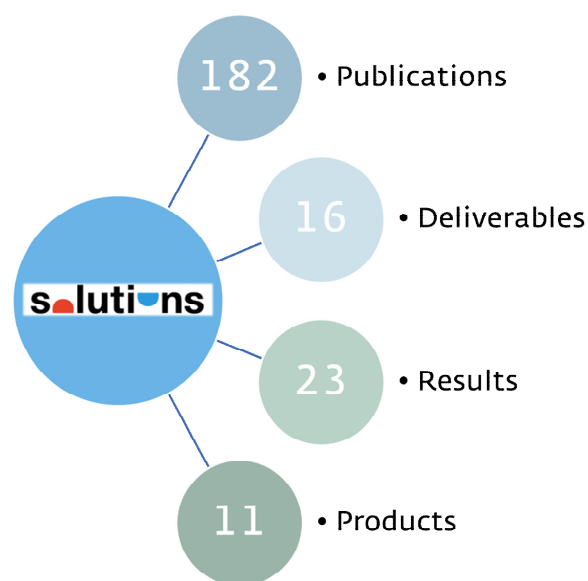 182
• Publications
16
• Deliverables
solutions
23
• Results
11
• Products